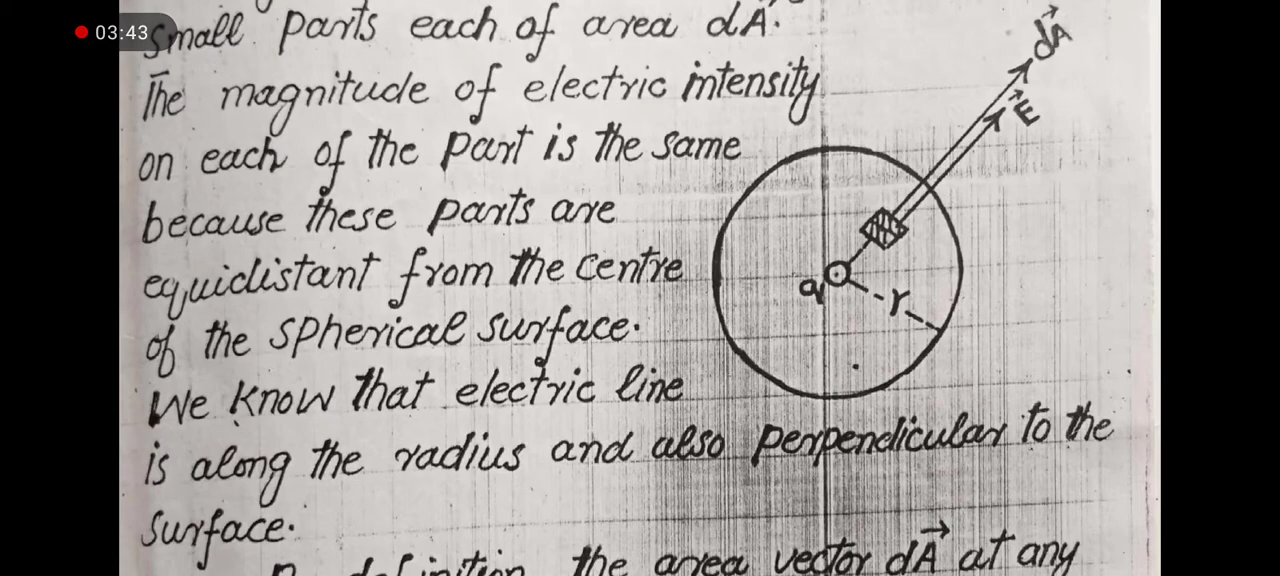 03:43
small parts each of area dA⃗.
The magnitude of electric intensity
on each of the part is the same
because these parts are
equidistant from the centre
of the spherical surface.
We know that electric line
is along the radius and also perpendicular to the
surface.
definition the area vector dA⃗ at any
dA⃗
E⃗
q
r